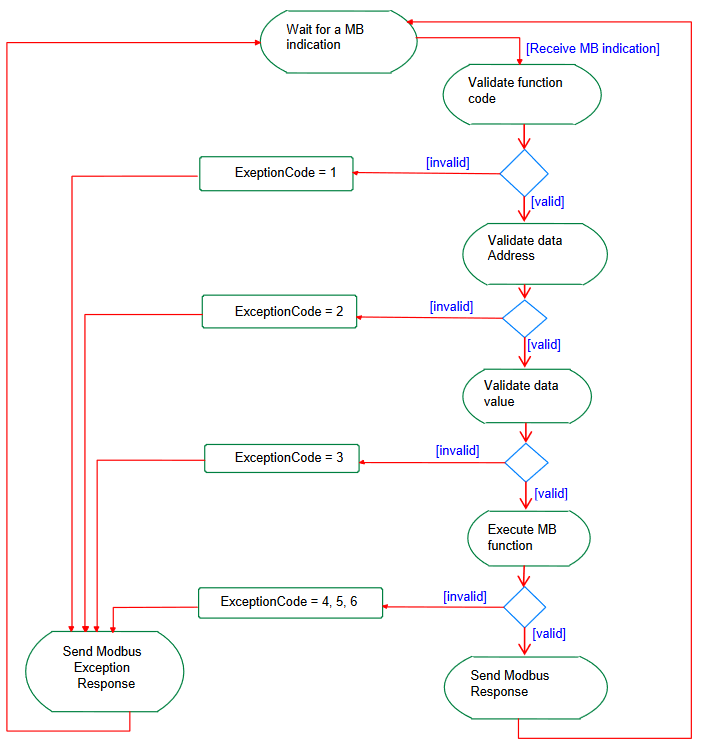 Wait for a MB
indication
[Receive MB indication]
Validate function
code
[invalid]
ExeptionCode = 1
[valid]
Validate data
Address
[invalid]
ExceptionCode = 2
[valid]
Validate data
value
[invalid]
ExceptionCode = 3
[valid]
Execute MB
function
[invalid]
ExceptionCode = 4, 5, 6
[valid]
Send Modbus
Exception
Response
Send Modbus
Response